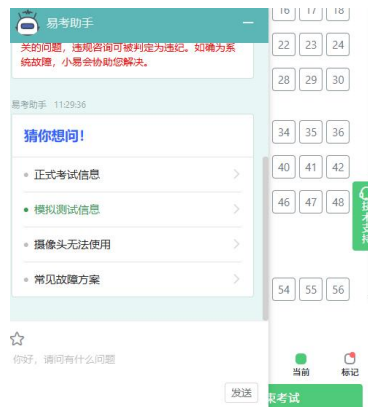 易考助手
关的问题，违规咨询可被判定为违纪。如确为系
统故障，小易会协助您解决。
易考助手 11:29:36
猜你想问！
正式考试信息
模拟测试信息
摄像头无法使用
常见故障方案
你好，请问有什么问题
发送
16 17 18
22 23 24
28 29 30
34 35 36
40 41 42
46 47 48
技术支持
54 55 56
当前 标记
束考试